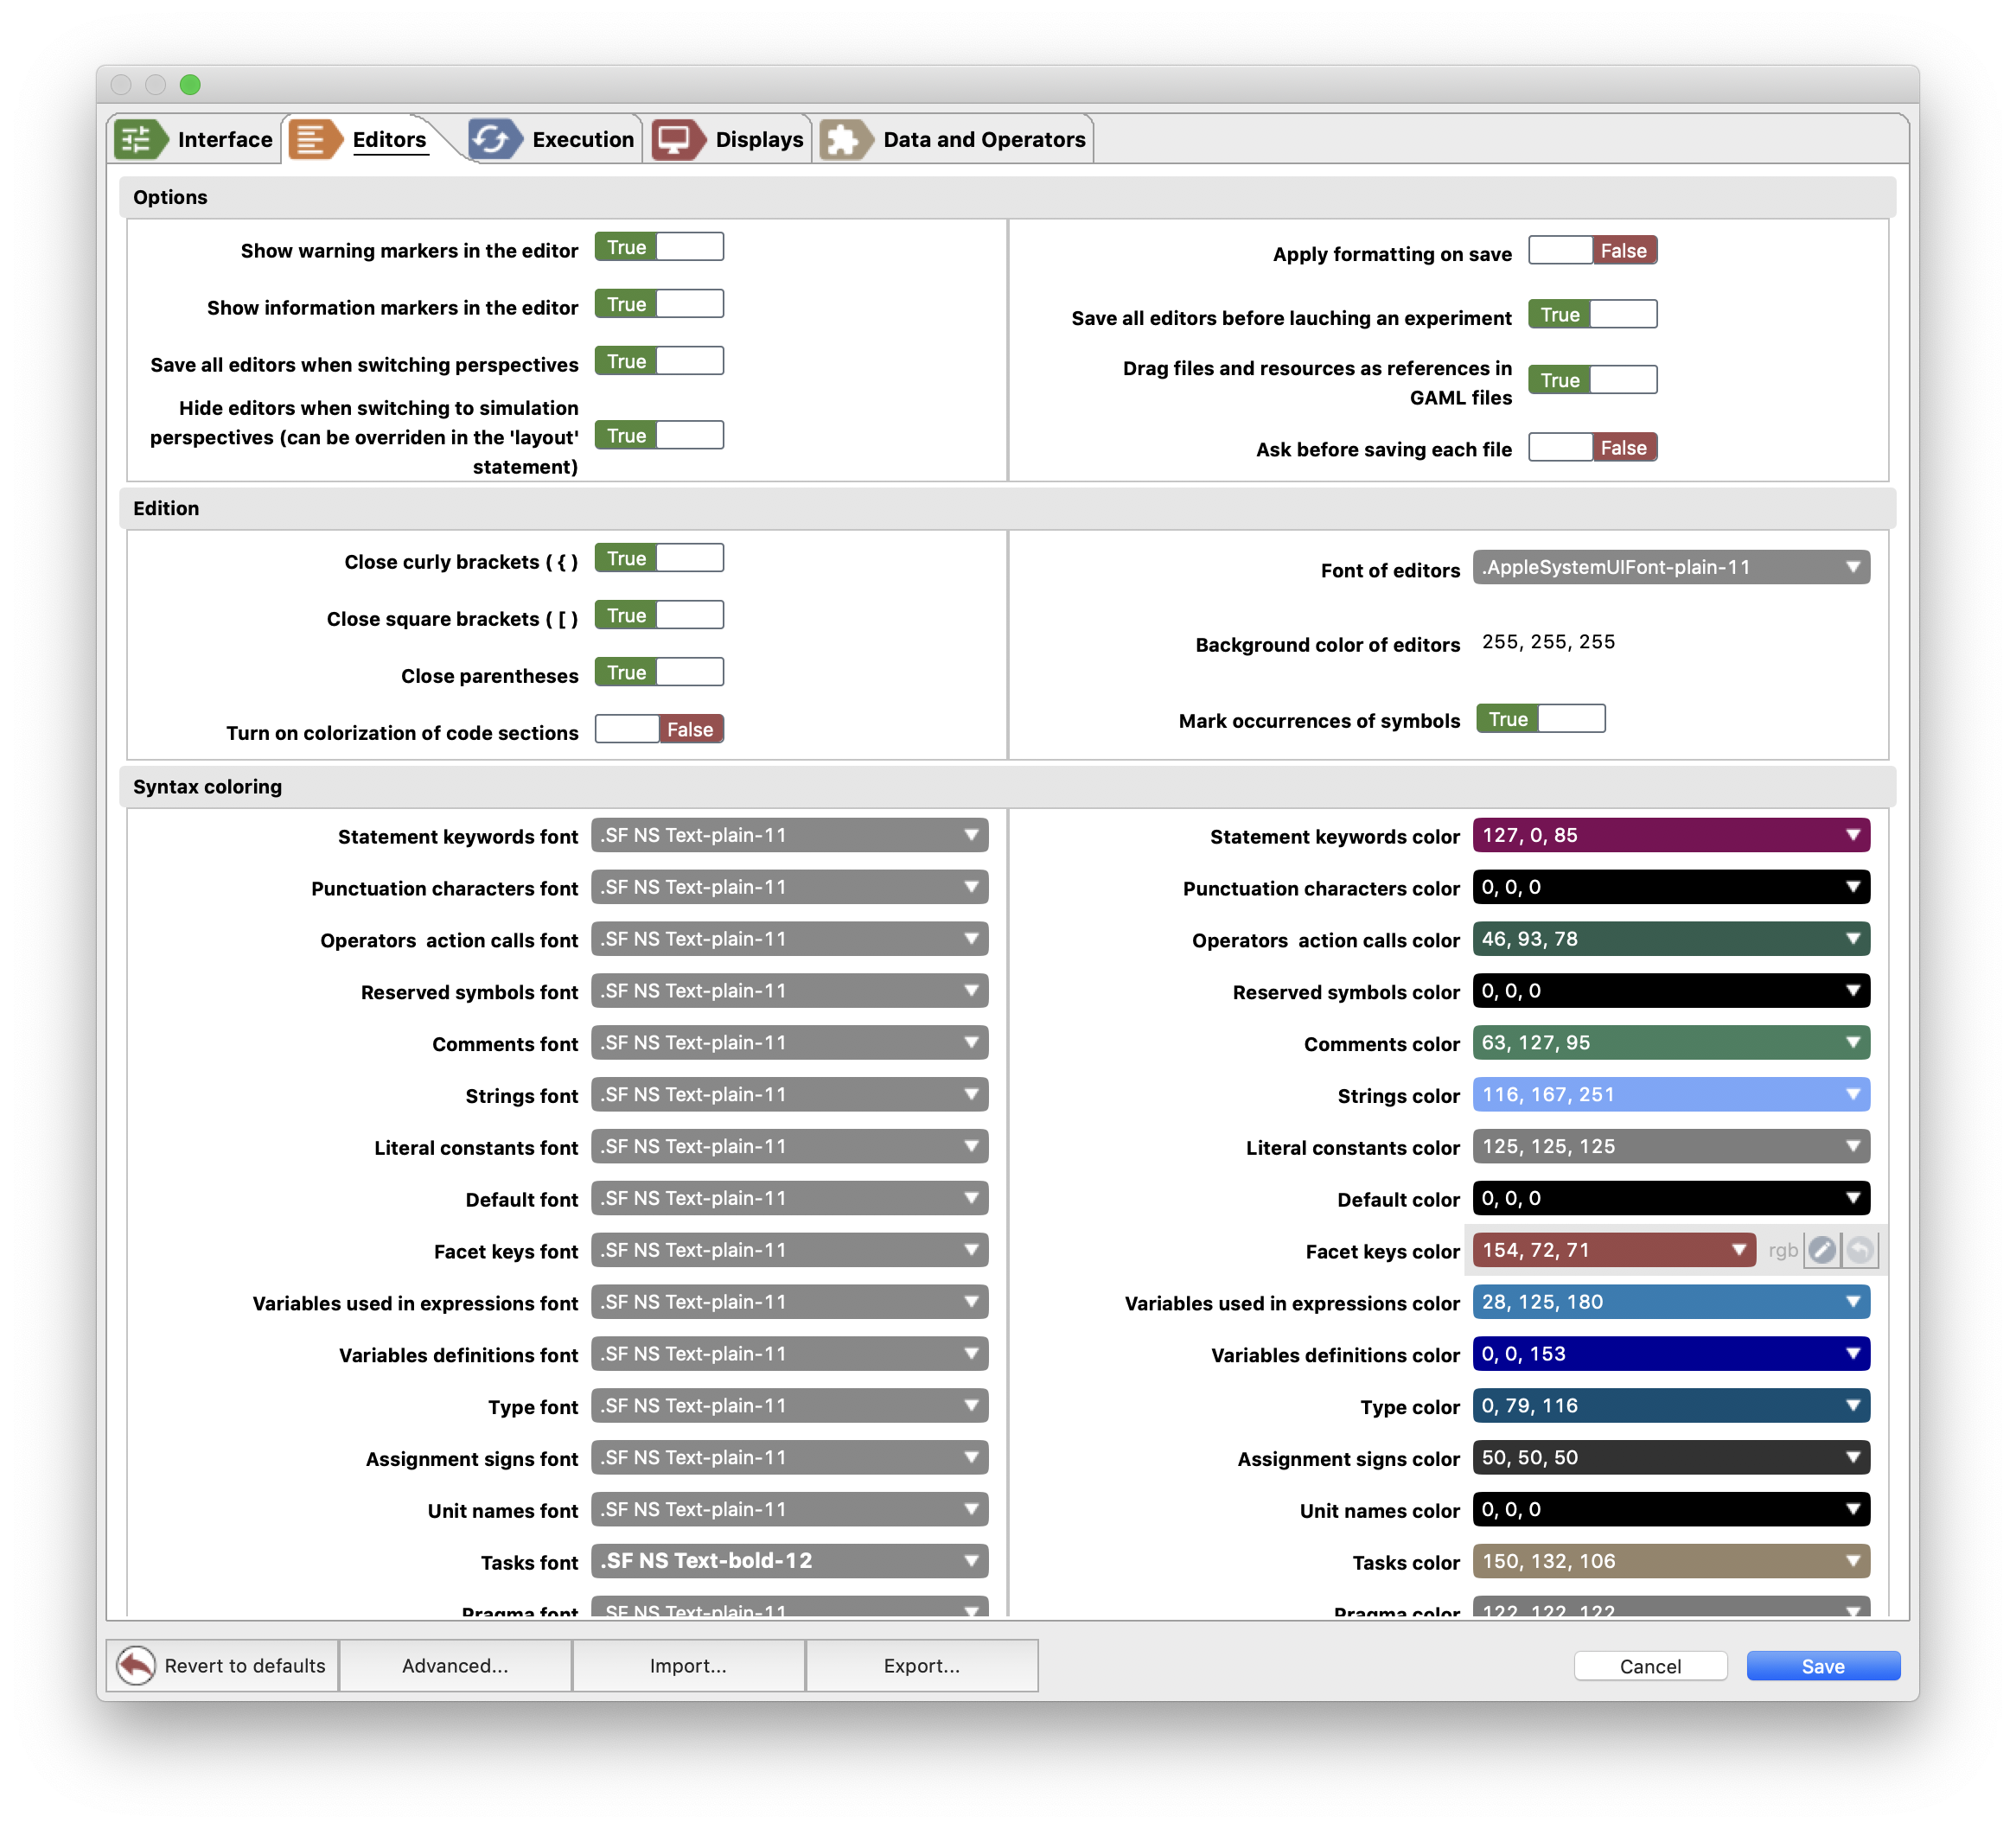 Interface
Editors
Execution
Displays
Data and Operators
Options
Show warning markers in the editor
True
Show information markers in the editor
True
Save all editors when switching perspectives
True
Hide editors when switching to simulation
perspectives (can be overriden in the 'layout'
statement)
True
Apply formatting on save
False
Save all editors before lauching an experiment
True
Drag files and resources as references in
GAML files
True
Ask before saving each file
False
Edition
Close curly brackets ( { )
True
Close square brackets ( [ )
True
Close parentheses
True
Turn on colorization of code sections
False
Font of editors
.AppleSystemUIFont-plain-11
Background color of editors
255, 255, 255
Mark occurrences of symbols
True
Syntax coloring
Statement keywords font
.SF NS Text-plain-11
Punctuation characters font
.SF NS Text-plain-11
Operators  action calls font
.SF NS Text-plain-11
Reserved symbols font
.SF NS Text-plain-11
Comments font
.SF NS Text-plain-11
Strings font
.SF NS Text-plain-11
Literal constants font
.SF NS Text-plain-11
Default font
.SF NS Text-plain-11
Facet keys font
.SF NS Text-plain-11
Variables used in expressions font
.SF NS Text-plain-11
Variables definitions font
.SF NS Text-plain-11
Type font
.SF NS Text-plain-11
Assignment signs font
.SF NS Text-plain-11
Unit names font
.SF NS Text-plain-11
Tasks font
.SF NS Text-bold-12
Pragma font
.SF NS Text-plain-11
Statement keywords color
127, 0, 85
Punctuation characters color
0, 0, 0
Operators  action calls color
46, 93, 78
Reserved symbols color
0, 0, 0
Comments color
63, 127, 95
Strings color
116, 167, 251
Literal constants color
125, 125, 125
Default color
0, 0, 0
Facet keys color
154, 72, 71
rgb
Variables used in expressions color
28, 125, 180
Variables definitions color
0, 0, 153
Type color
0, 79, 116
Assignment signs color
50, 50, 50
Unit names color
0, 0, 0
Tasks color
150, 132, 106
Pragma color
122, 122, 122
Revert to defaults
Advanced...
Import...
Export...
Cancel
Save